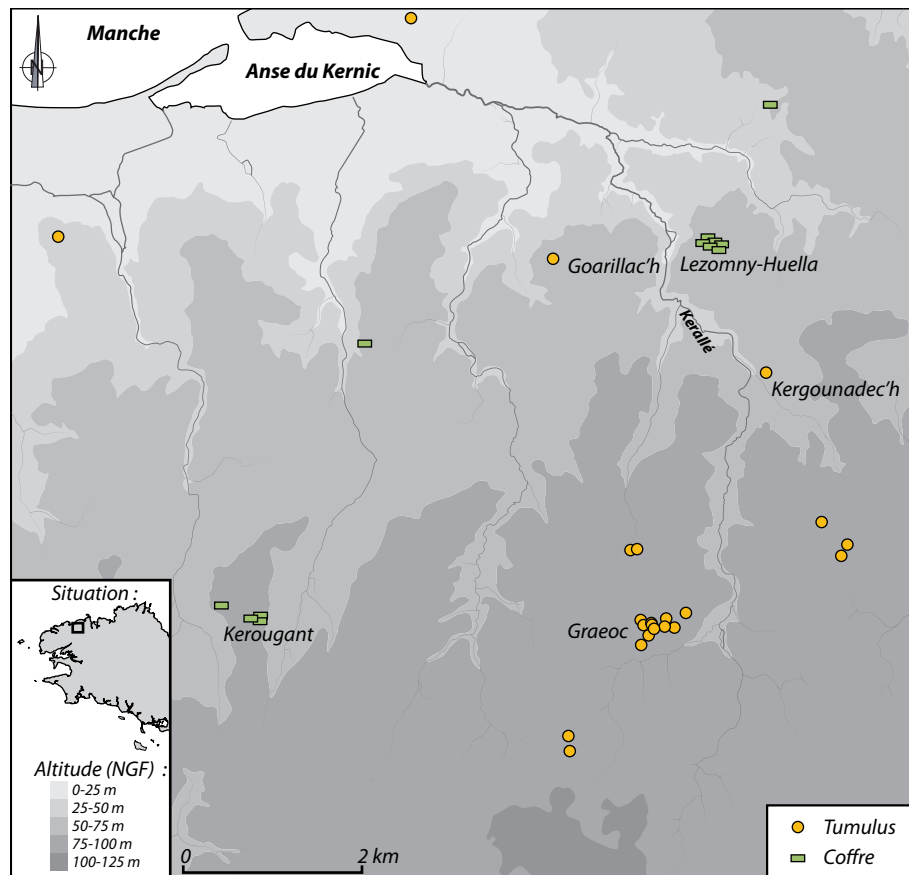 Manche
Anse du Kernic
N
Goarillac'h
Lezomny-Huella
Kerallé
Kergounadec'h
Graeoc
Kerougant
Situation :
Altitude (NGF) :
0-25 m
25-50 m
50-75 m
75-100 m
100-125 m
0
2 km
Tumulus
Coffre